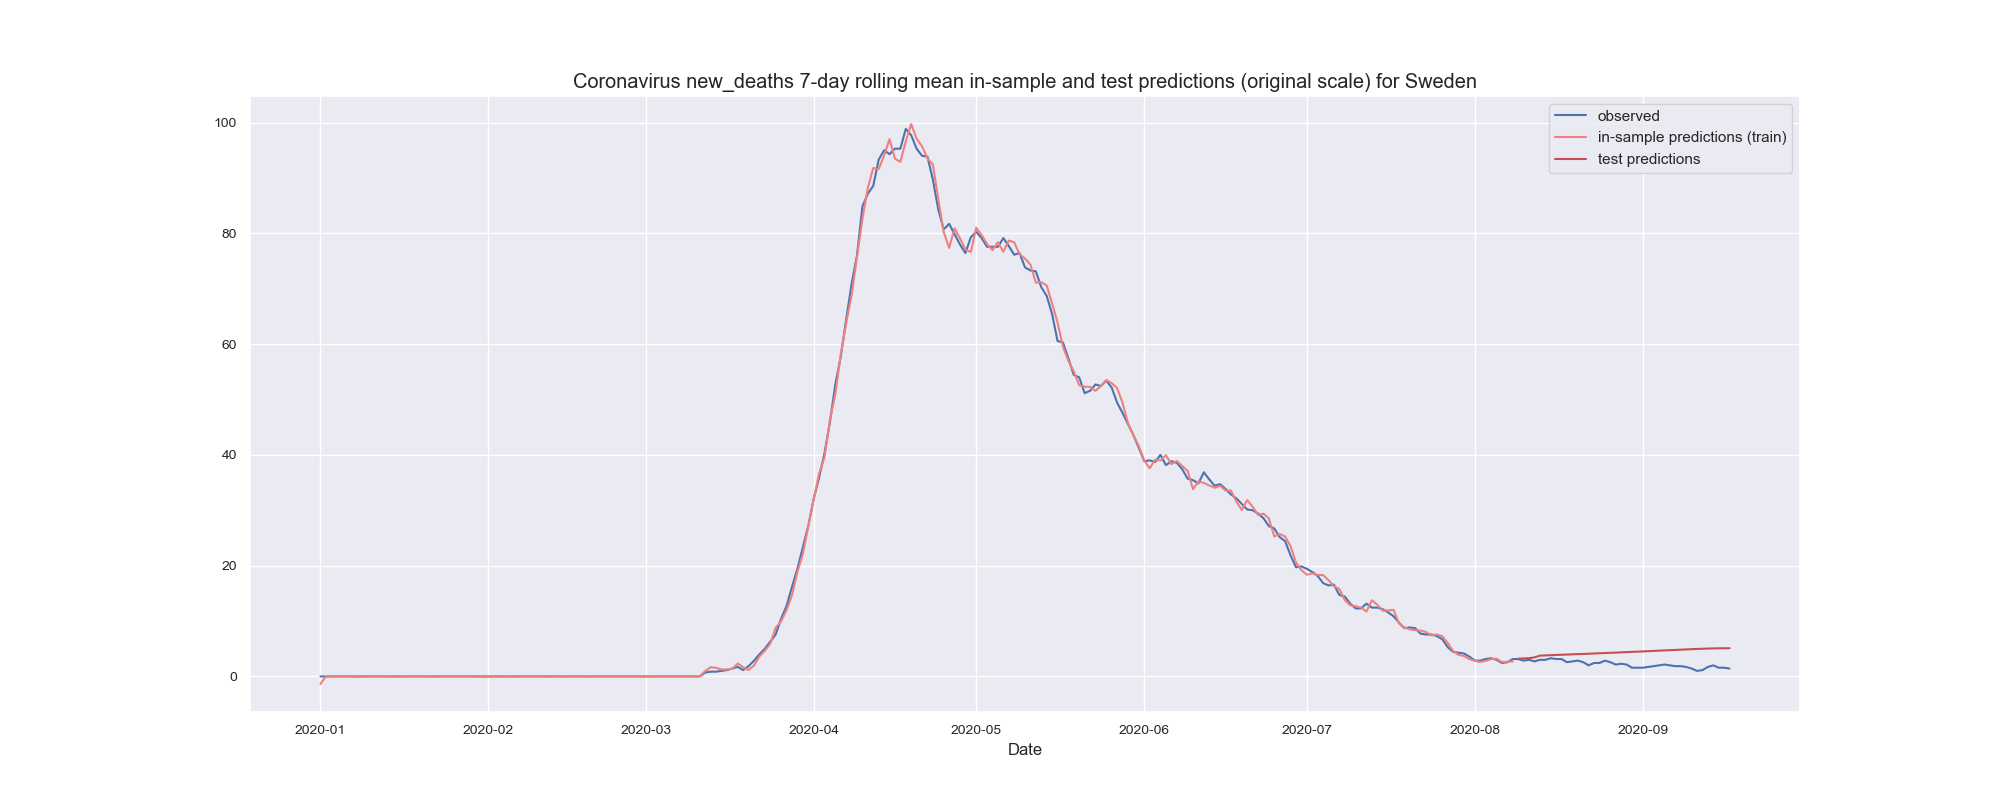 Coronavirus new_deaths 7-day rolling mean in-sample and test predictions (original scale) for Sweden
observed
in-sample predictions (train)
test predictions
100
80
60
40
20
0
2020-01 2020-02 2020-03 2020-04 2020-05 2020-06 2020-07 2020-08 2020-09
Date